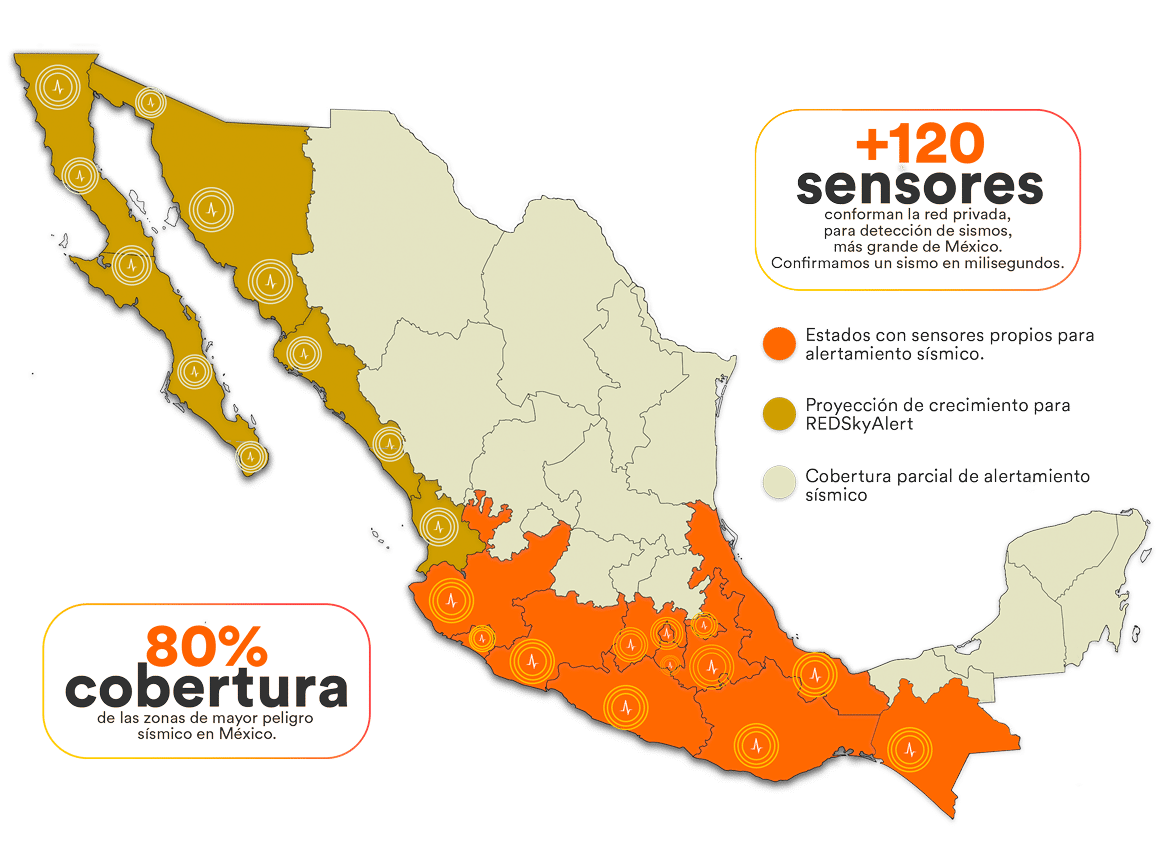 +120
sensores
conforman la red privada,
para detección de sismos,
más grande de México.
Confirmamos un sismo en milisegundos.
Estados con sensores propios para
alertamiento sísmico.
Proyección de crecimiento para
REDSkyAlert
Cobertura parcial de alertamiento
sísmico
80%
cobertura
de las zonas de mayor peligro
sísmico en México.